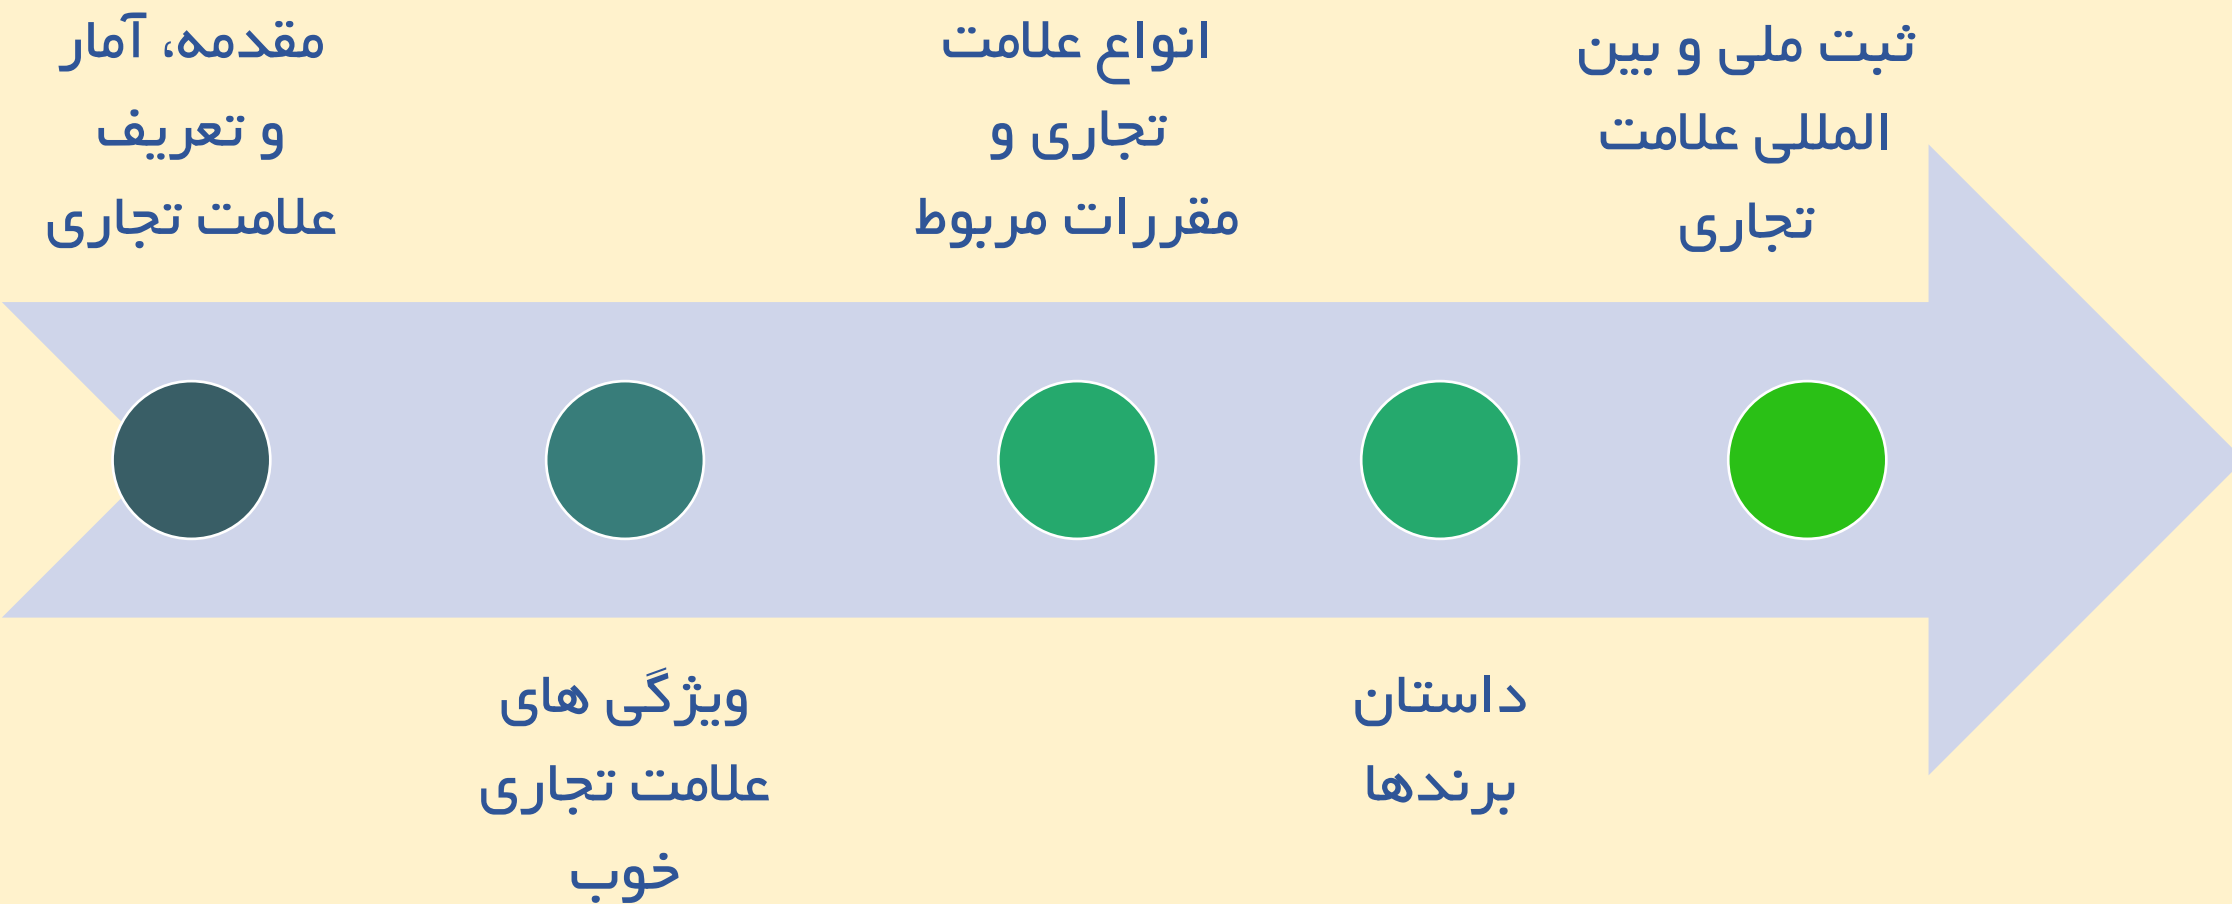 مقدمه، آمار
و تعریف
علامت تجاری
ویژگی های
علامت تجاری
خوب
انواع علامت
تجاری و
مقررات مربوط
داستان
برندها
ثبت ملی و بین
المللی علامت
تجاری